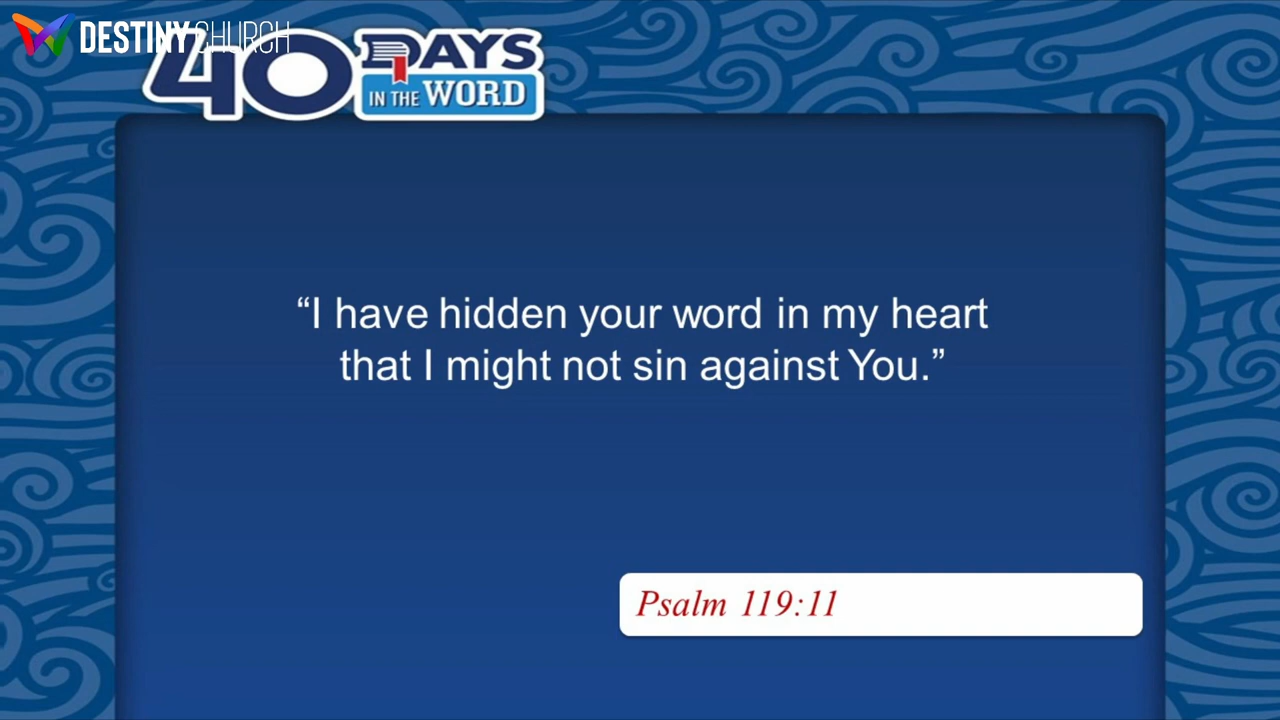 DESTINY CHURCH
40 DAYS
IN THE WORD
“I have hidden your word in my heart
that I might not sin against You.”
Psalm 119:11